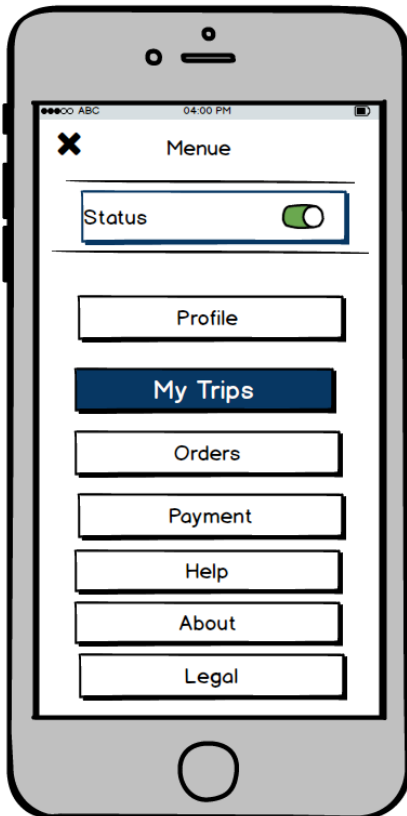 ABC 04:00 PM
Menue
Status
Profile
My Trips
Orders
Payment
Help
About
Legal